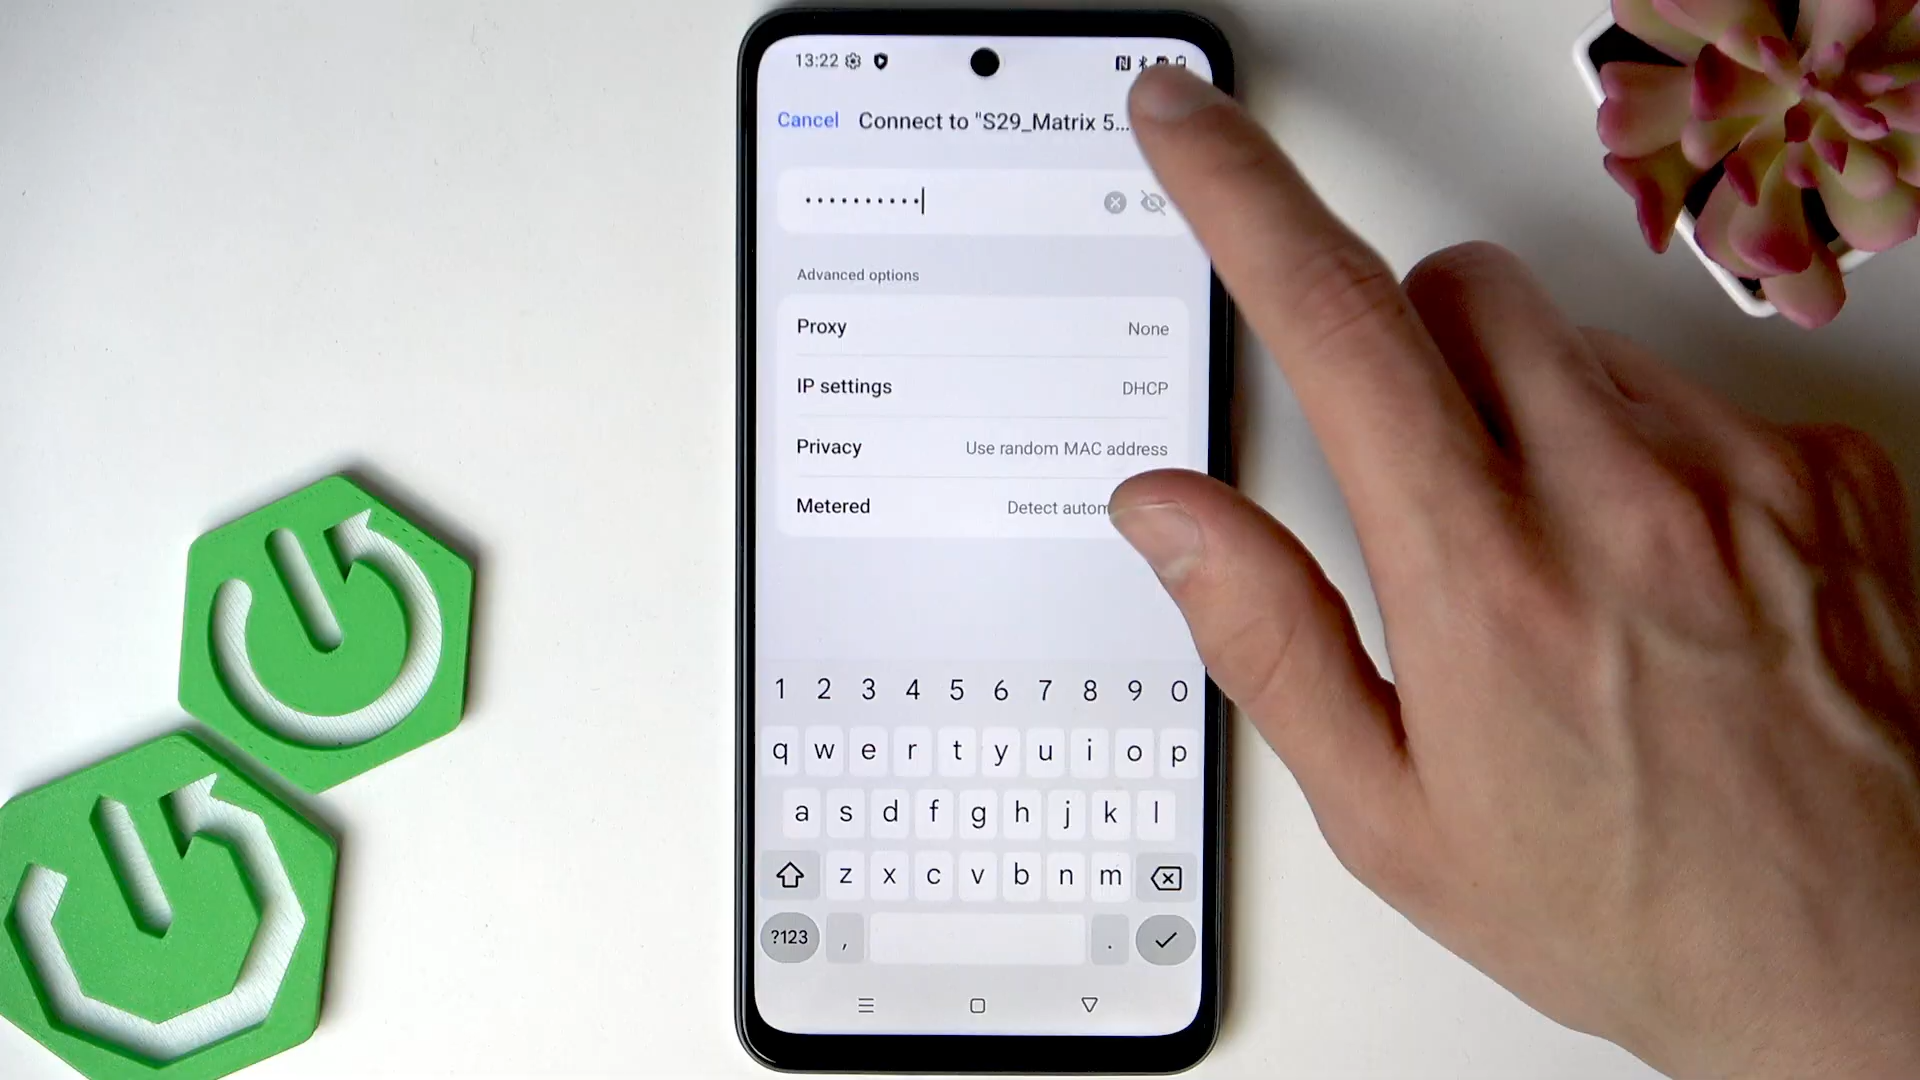 13:22
Cancel Connect to "S29_Matrix 5...
Advanced options
Proxy None
IP settings DHCP
Privacy Use random MAC address
Metered Detect autom
1 2 3 4 5 6 7 8 9 0
q w e r t y u i o p
a s d f g h j k l
z x c v b n m
?123 , .